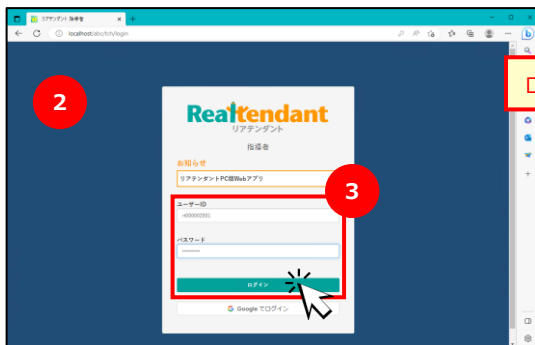 リアテンダント 指導者
localhost/abc/tch/login
2
Realtendant
リアテンダント
指導者
お知らせ
リアテンダントPC版Webアプリ
3
ユーザーID
パスワード
ログイン
Google でログイン